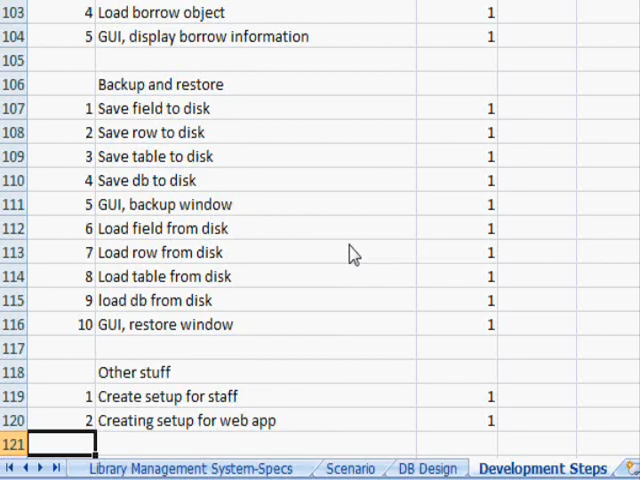 103 4 Load borrow object 1
104 5 GUI, display borrow information 1
105
106 Backup and restore
107 1 Save field to disk 1
108 2 Save row to disk 1
109 3 Save table to disk 1
110 4 Save db to disk 1
111 5 GUI, backup window 1
112 6 Load field from disk 1
113 7 Load row from disk 1
114 8 Load table from disk 1
115 9 load db from disk 1
116 10 GUI, restore window 1
117
118 Other stuff
119 1 Create setup for staff 1
120 2 Creating setup for web app 1
121
Library Management System-Specs Scenario DB Design Development Steps